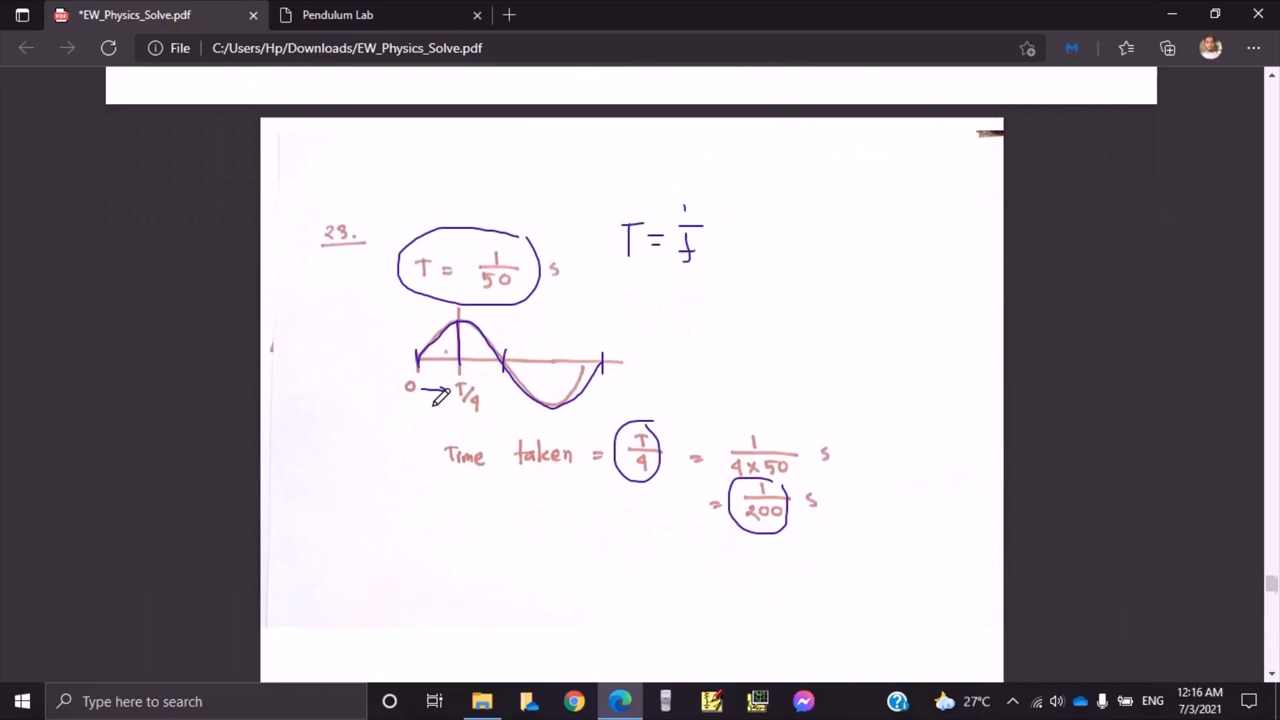 *EW_Physics_Solve.pdf
Pendulum Lab
File C:/Users/Hp/Downloads/EW_Physics_Solve.pdf
23.
T = 1/50 s
T = 1/f
0 → T/4
Time taken = T/4 = 1/4×50 s
= 1/200 s
Type here to search
27°C
ENG
12:16 AM
7/3/2021